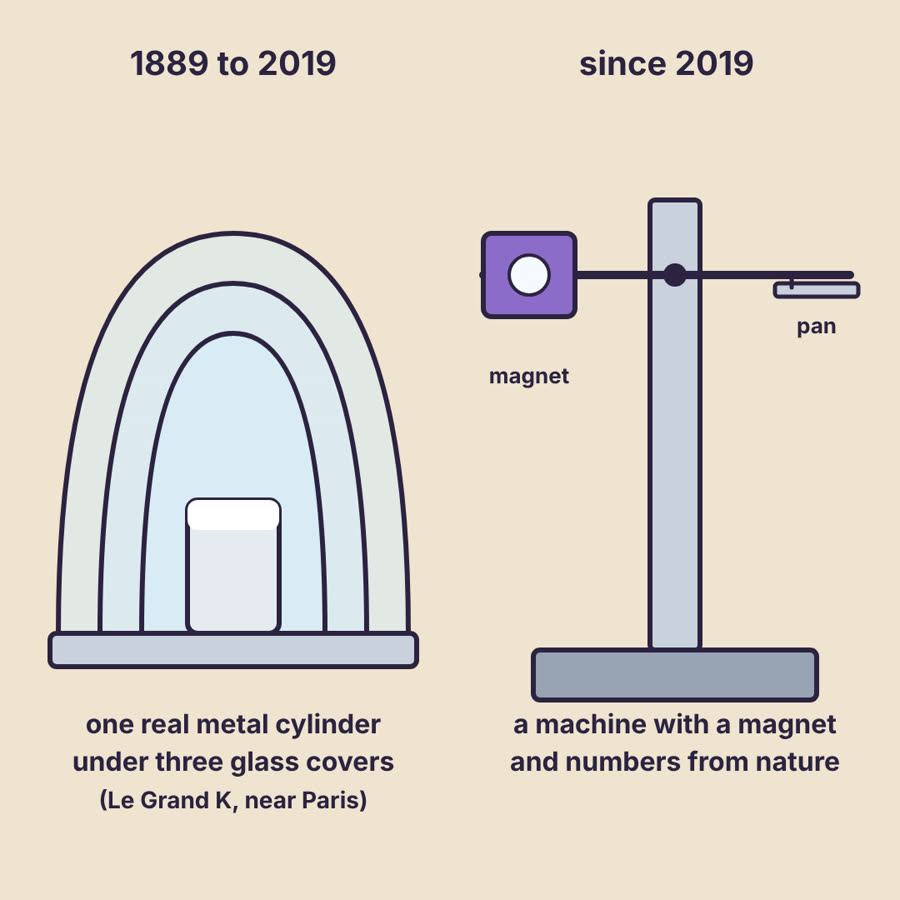 1889 to 2019
since 2019
magnet
pan
one real metal cylinder
under three glass covers
(Le Grand K, near Paris)
a machine with a magnet
and numbers from nature